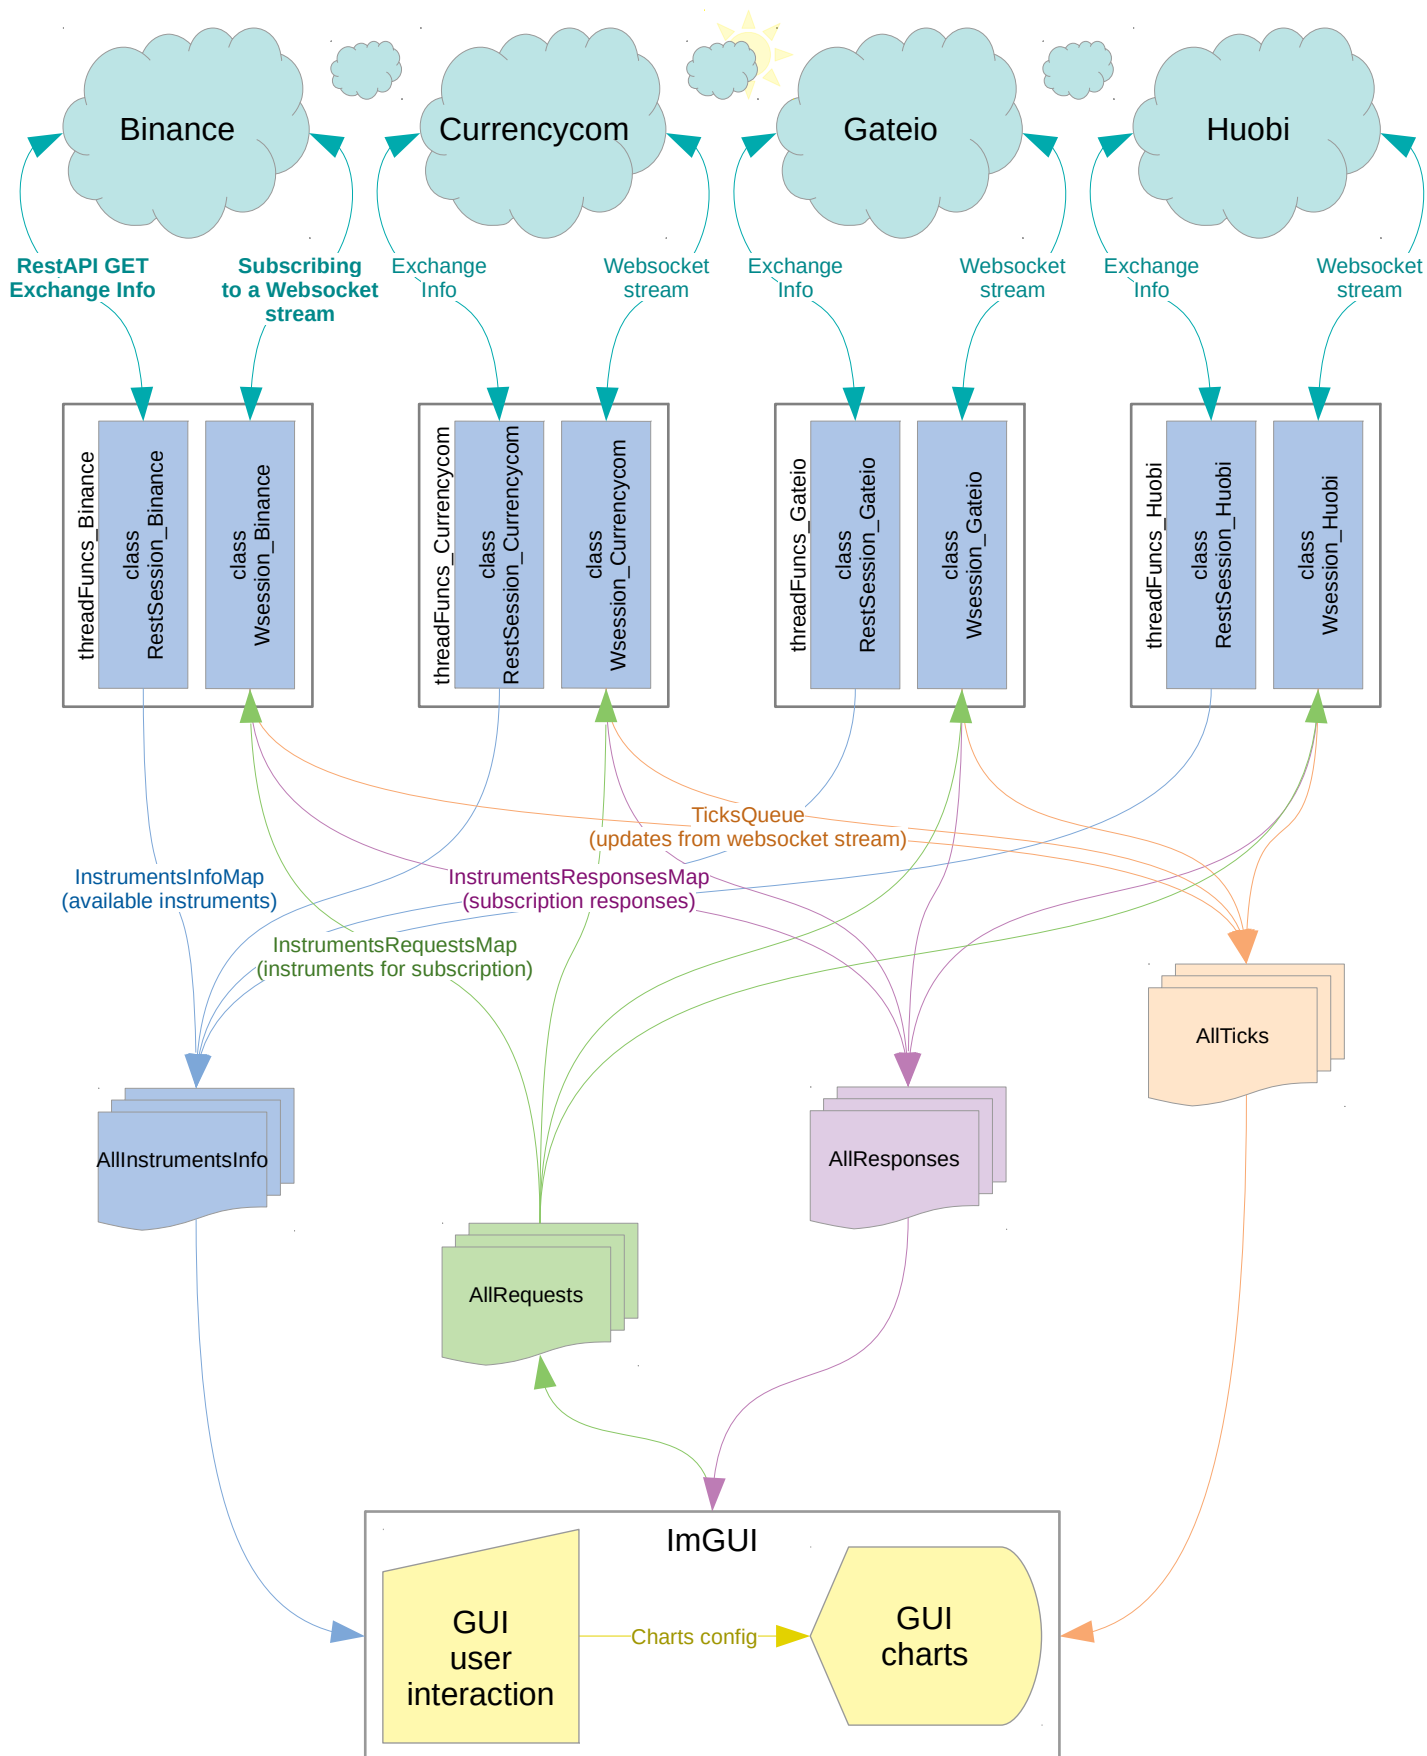 Binance
Currencycom
Gateio
Huobi
RestAPI GET
Exchange Info
Subscribing
to a Websocket
stream
Exchange
Info
Websocket
stream
Exchange
Info
Websocket
stream
Exchange
Info
Websocket
stream
threadFuncs_Binance
class
RestSession_Binance
class
Wsession_Binance
threadFuncs_Currencycom
class
RestSession_Currencycom
class
Wsession_Currencycom
threadFuncs_Gateio
class
RestSession_Gateio
class
Wsession_Gateio
threadFuncs_Huobi
class
RestSession_Huobi
class
Wsession_Huobi
TicksQueue
(updates from websocket stream)
InstrumentsInfoMap
(available instruments)
InstrumentsResponsesMap
(subscription responses)
InstrumentsRequestsMap
(instruments for subscription)
AllTicks
AllInstrumentsInfo
AllResponses
AllRequests
ImGUI
GUI
user
interaction
Charts config
GUI
charts